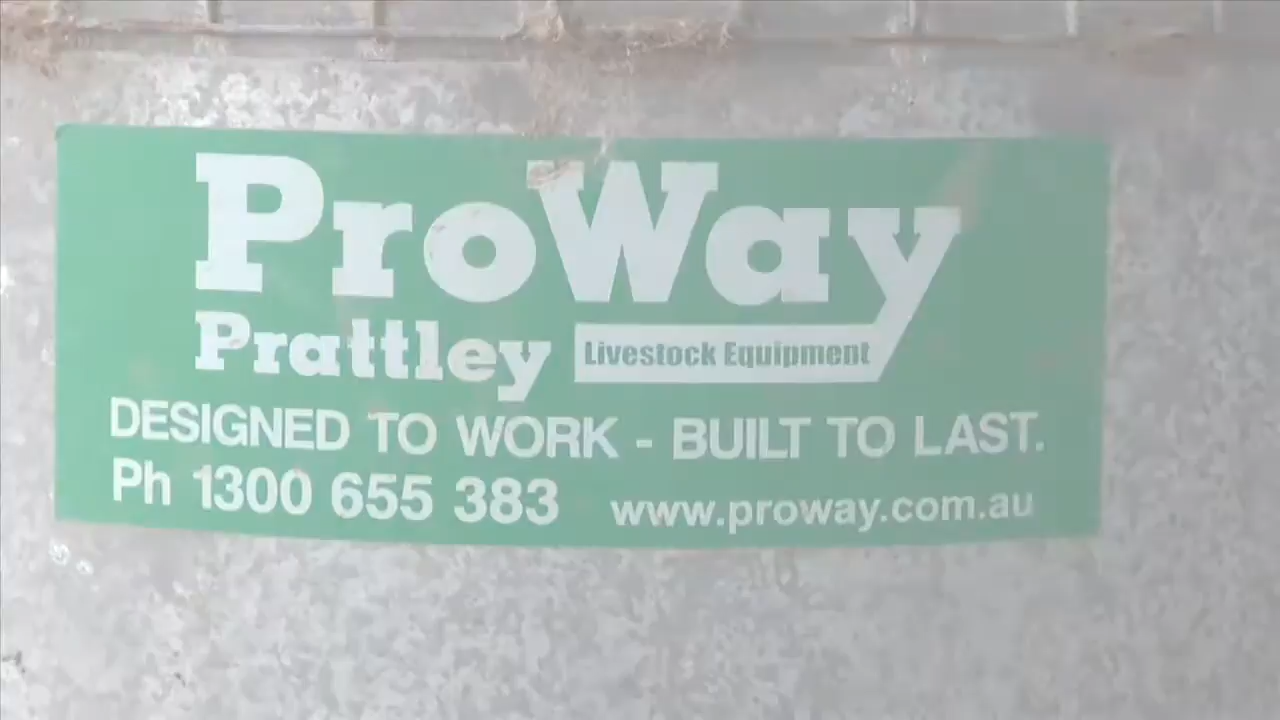 ProWay
Prattley Livestock Equipment
DESIGNED TO WORK - BUILT TO LAST.
Ph 1300 655 383 www.proway.com.au